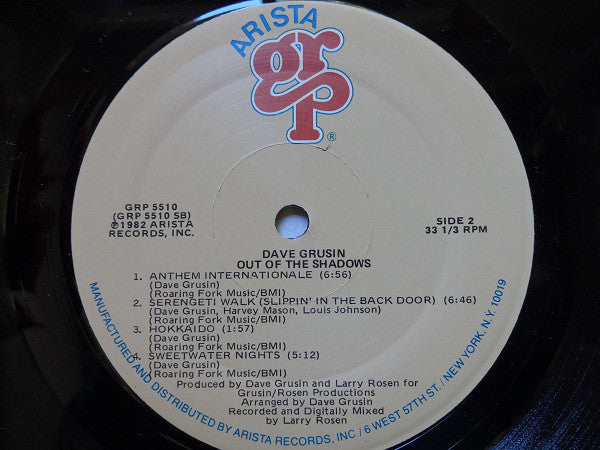 ARISTA
grp
®
GRP 5510
(GRP 5510 SB)
℗1982 ARISTA
RECORDS, INC.
SIDE 2
33 1/3 RPM
DAVE GRUSIN
OUT OF THE SHADOWS
1. ANTHEM INTERNATIONALE (6:56)
(Dave Grusin)
(Roaring Fork Music/BMI)
2. SERENGETI WALK (SLIPPIN' IN THE BACK DOOR) (6:46)
(Dave Grusin, Harvey Mason, Louis Johnson)
(Roaring Fork Music/BMI)
3. HOKKAIDO (1:57)
(Dave Grusin)
(Roaring Fork Music/BMI)
4. SWEETWATER NIGHTS (5:12)
(Dave Grusin)
(Roaring Fork Music/BMI)
Produced by Dave Grusin and Larry Rosen for
Grusin/Rosen Productions
Arranged by Dave Grusin
Recorded and Digitally Mixed
by Larry Rosen
MANUFACTURED AND DISTRIBUTED BY ARISTA RECORDS, INC./6 WEST 57TH ST./NEW YORK, N.Y. 10019